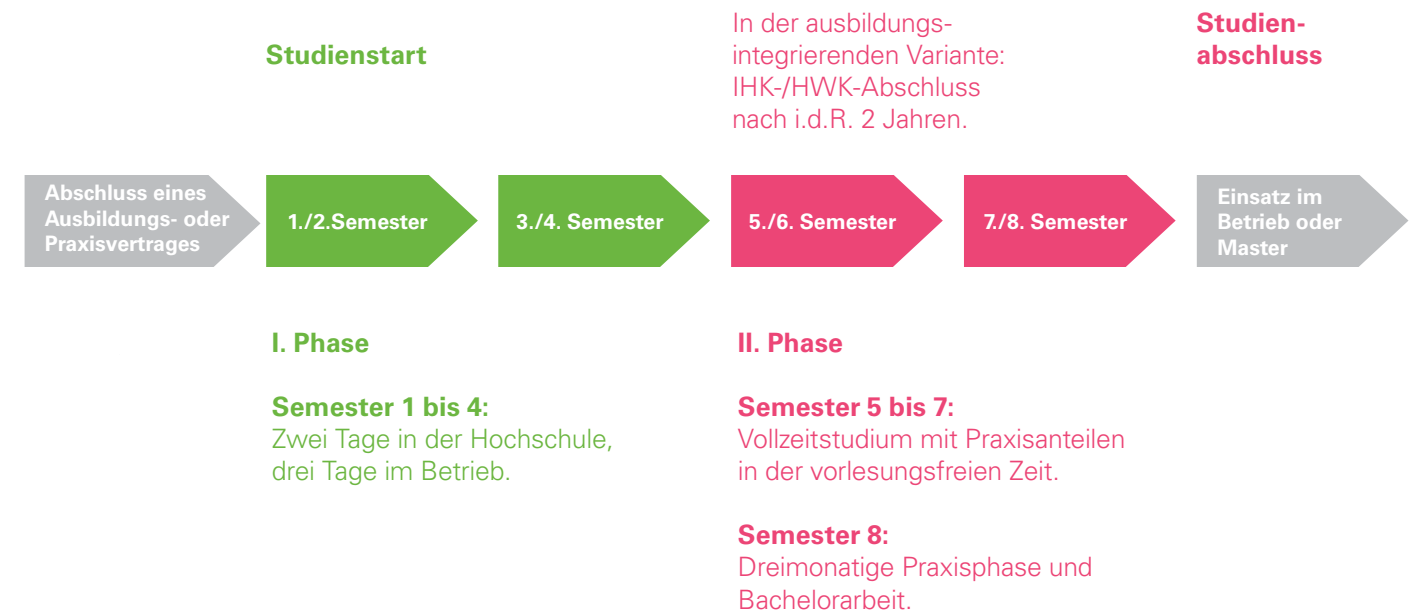 Studienstart
In der ausbildungs-
integrierenden Variante:
IHK-/HWK-Abschluss
nach i.d.R. 2 Jahren.
Studien-
abschluss
Abschluss eines
Ausbildungs- oder
Praxisvertrages
1./2.Semester
3./4. Semester
5./6. Semester
7./8. Semester
Einsatz im
Betrieb oder
Master
I. Phase
Semester 1 bis 4:
Zwei Tage in der Hochschule,
drei Tage im Betrieb.
II. Phase
Semester 5 bis 7:
Vollzeitstudium mit Praxisanteilen
in der vorlesungsfreien Zeit.
Semester 8:
Dreimonatige Praxisphase und
Bachelorarbeit.